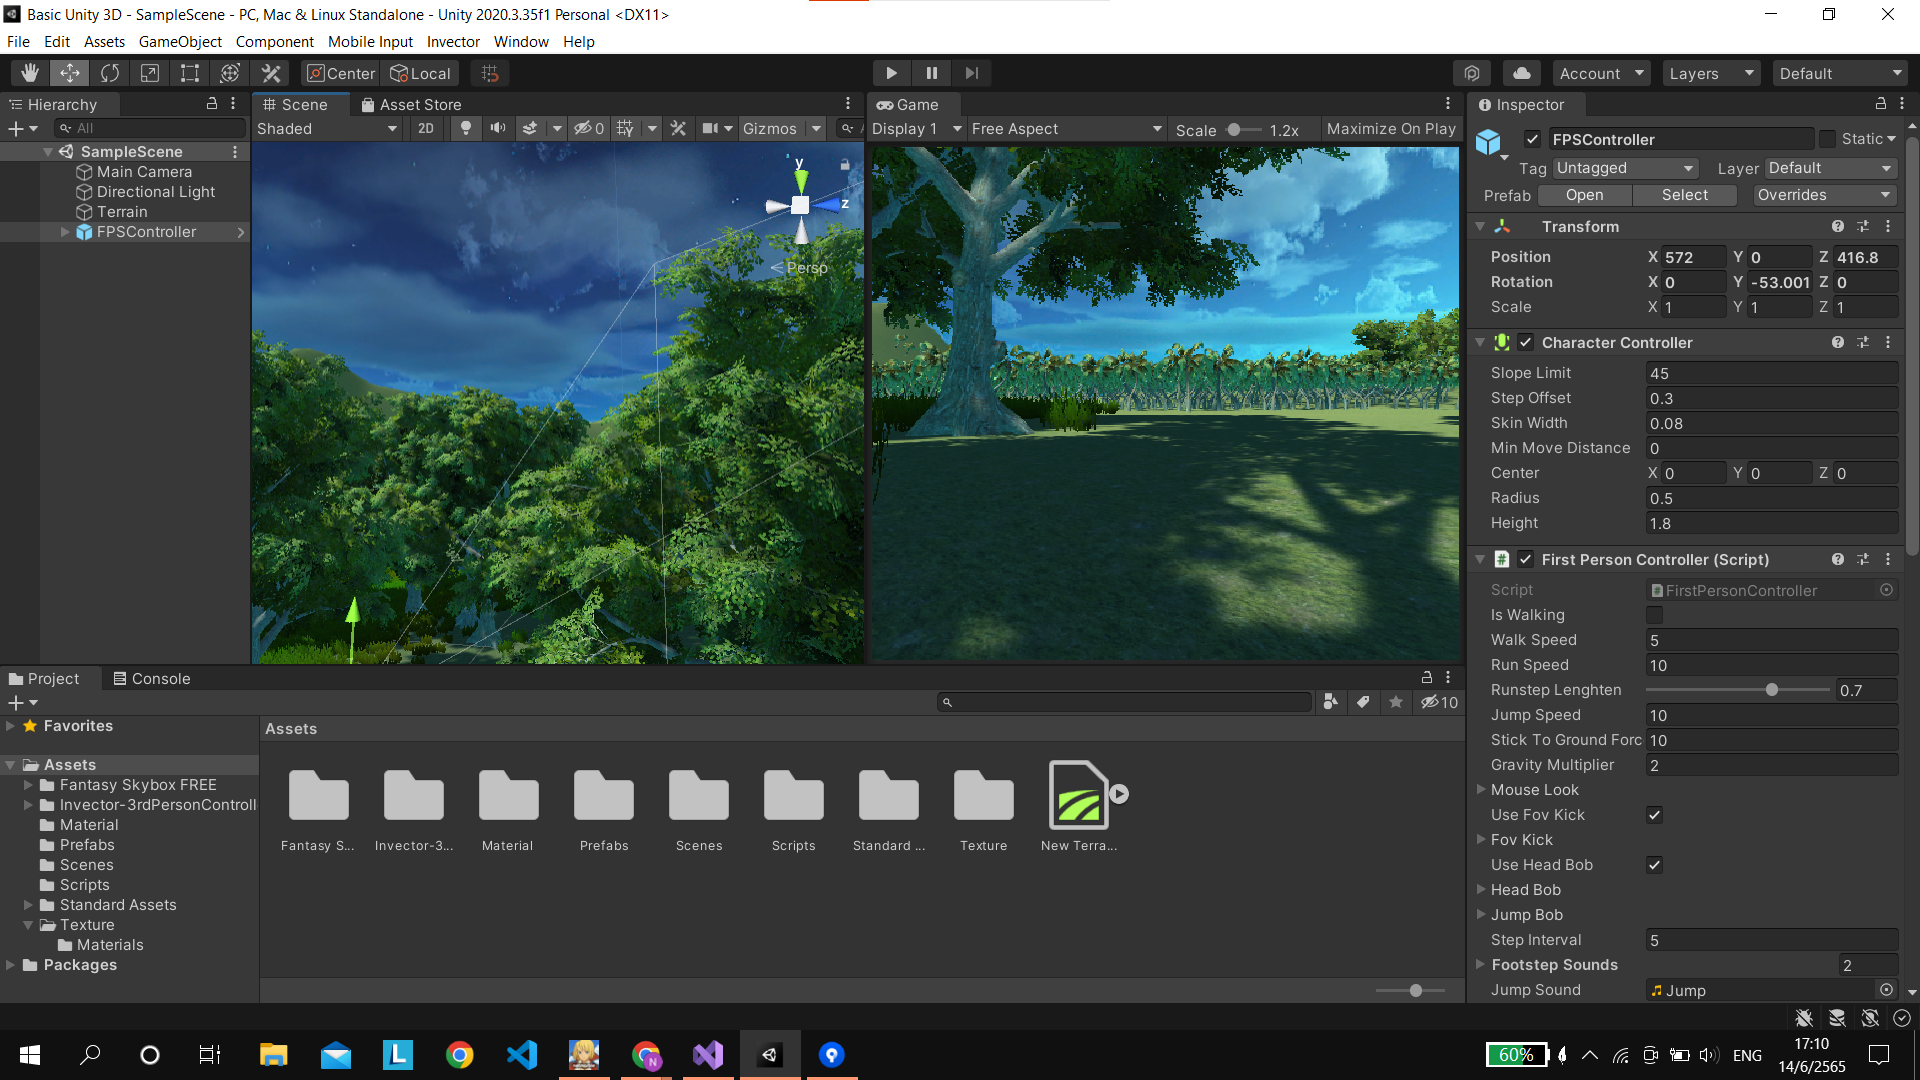 Basic Unity 3D - SampleScene - PC, Mac & Linux Standalone - Unity 2020.3.35f1 Personal <DX11>
File Edit Assets GameObject Component Mobile Input Invector Window Help
Center Local
Account Layers Default
Hierarchy
All
SampleScene
Main Camera
Directional Light
Terrain
FPSController
Scene Asset Store
Shaded 2D 0 Gizmos A
y
z
Persp
Game
Display 1 Free Aspect Scale 1.2x Maximize On Play
Inspector
FPSController Static
Tag Untagged Layer Default
Prefab Open Select Overrides
Transform
Position X 572 Y 0 Z 416.8
Rotation X 0 Y -53.001 Z 0
Scale X 1 Y 1 Z 1
Character Controller
Slope Limit 45
Step Offset 0.3
Skin Width 0.08
Min Move Distance 0
Center X 0 Y 0 Z 0
Radius 0.5
Height 1.8
First Person Controller (Script)
Script FirstPersonController
Is Walking
Walk Speed 5
Run Speed 10
Runstep Lenghten 0.7
Jump Speed 10
Stick To Ground Forc 10
Gravity Multiplier 2
Mouse Look
Use Fov Kick
Fov Kick
Use Head Bob
Head Bob
Jump Bob
Step Interval 5
Footstep Sounds 2
Jump Sound Jump
Project Console
10
Favorites
Assets
Fantasy Skybox FREE
Invector-3rdPersonControll
Material
Prefabs
Scenes
Scripts
Standard Assets
Texture
Materials
Packages
Assets
Fantasy S... Invector-3... Material Prefabs Scenes Scripts Standard ... Texture New Terra...
60% ENG
17:10
14/6/2565